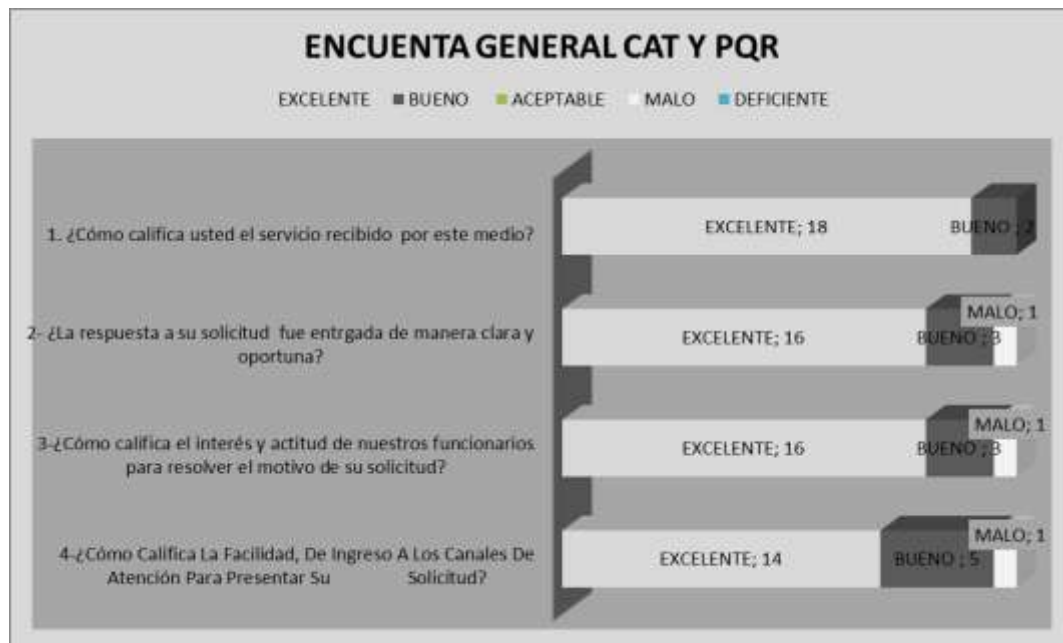 ENCUENTA GENERAL CAT Y PQR
EXCELENTE BUENO ACEPTABLE MALO DEFICIENTE
1. ¿Cómo califica usted el servicio recibido por este medio?
EXCELENTE; 18
BUENO ; 2
2- ¿La respuesta a su solicitud fue entrgada de manera clara y
oportuna?
EXCELENTE; 16
BUENO ; 3
MALO; 1
3-¿Cómo califica el interés y actitud de nuestros funcionarios
para resolver el motivo de su solicitud?
EXCELENTE; 16
BUENO ; 3
MALO; 1
4-¿Cómo Califica La Facilidad, De Ingreso A Los Canales De
Atención Para Presentar Su Solicitud?
EXCELENTE; 14
BUENO ; 5
MALO; 1